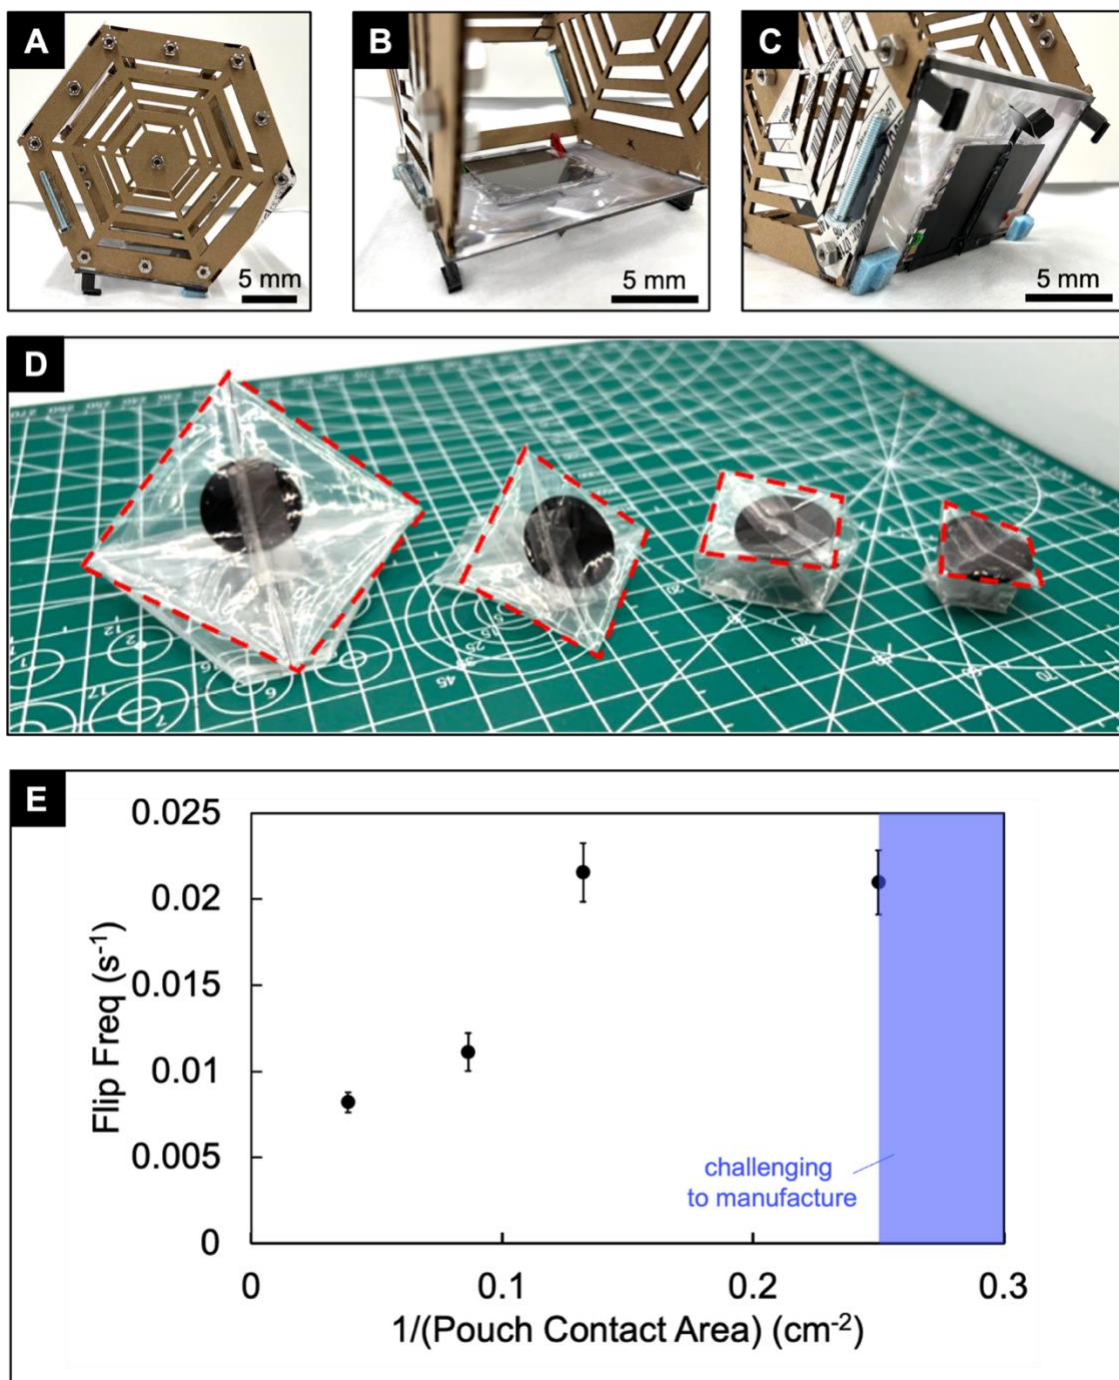 A
B
C
5 mm
5 mm
5 mm
D
E
0.025
0.02
0.015
0.01
0.005
0
Flip Freq (s⁻¹)
challenging
to manufacture
0 0.1 0.2 0.3
1/(Pouch Contact Area) (cm⁻²)